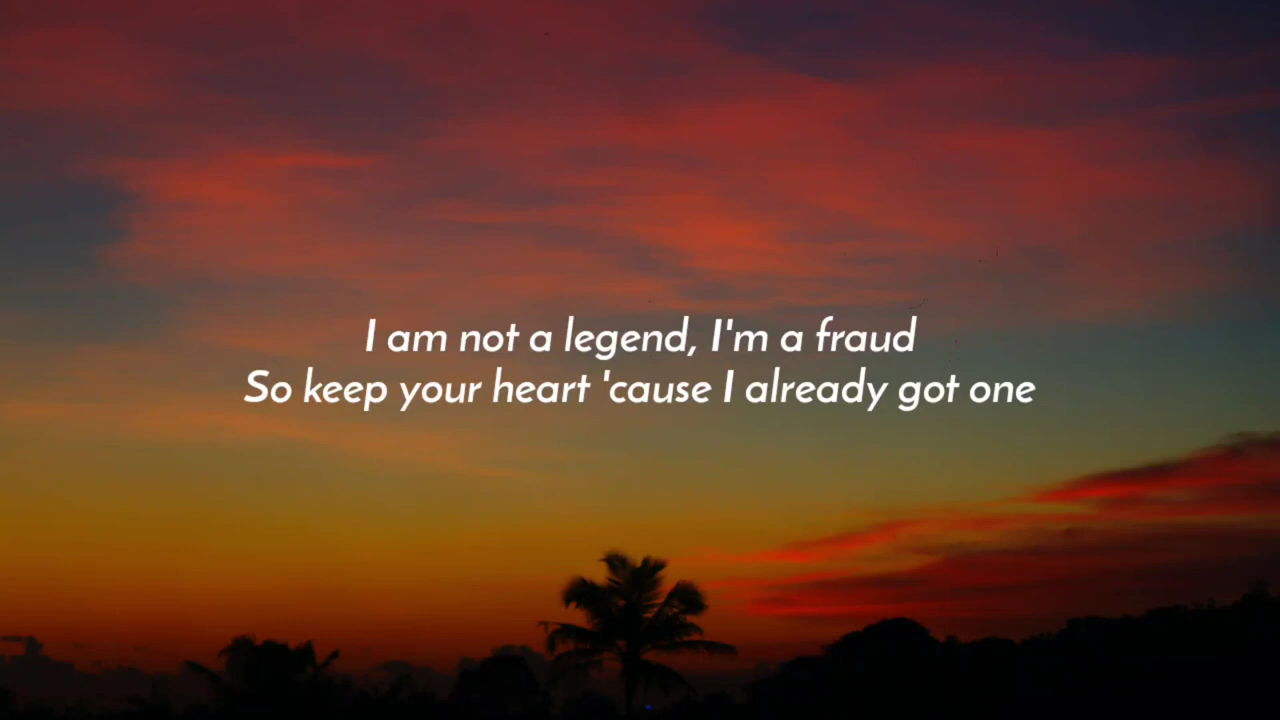 I am not a legend, I'm a fraud
So keep your heart 'cause I already got one